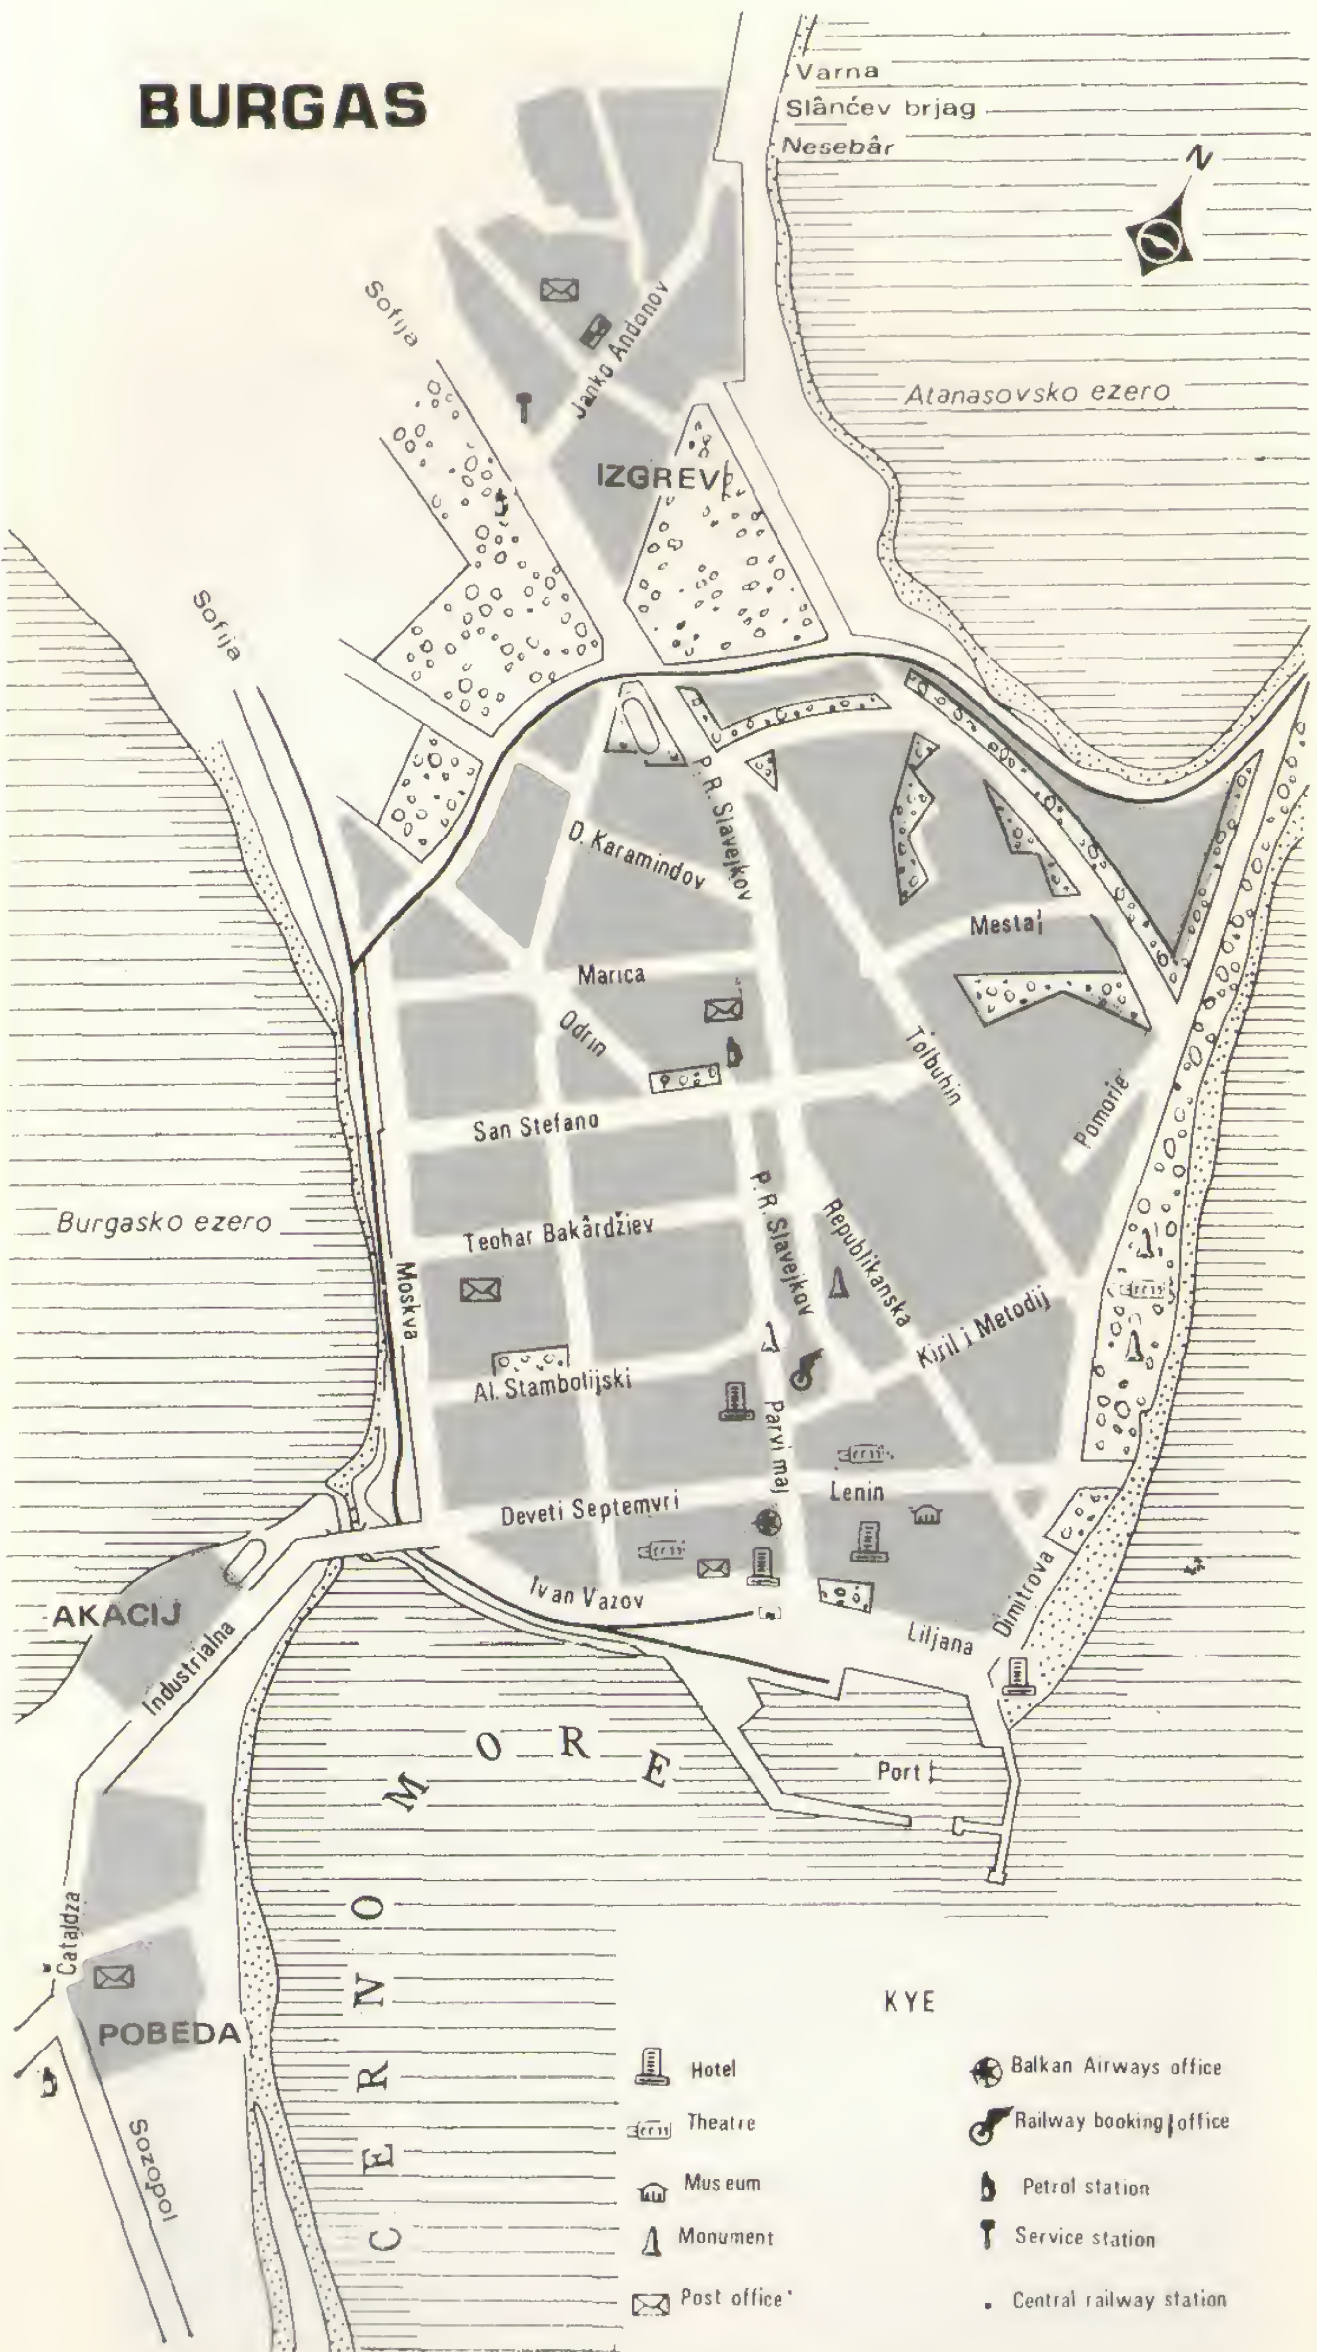 BURGAS
Varna
Slânćev brjag
Nesebâr
N
Sofija
Janko Andonov
Atanasovsko ezero
IZGREV
Sofija
P. R. Slavejkov
D. Karamindov
Mesta
Marica
Odrin
Tolbuhin
San Stefano
Pomorie
Burgasko ezero
Teohar Bakârdžiev
P. R. Slavejkov
Republikanska
Moskva
Kiril i Metodij
Al. Stambolijski
Parvi maj
Lenin
Deveti Septemvri
AKACIJ
Ivan Vazov
Liljana Dimitrova
Industrialna
Port
Čataldza
POBEDA
Sozopol
CERNO MORE
KYE
Hotel
Theatre
Museum
Monument
Post office
Balkan Airways office
Railway booking office
Petrol station
Service station
Central railway station